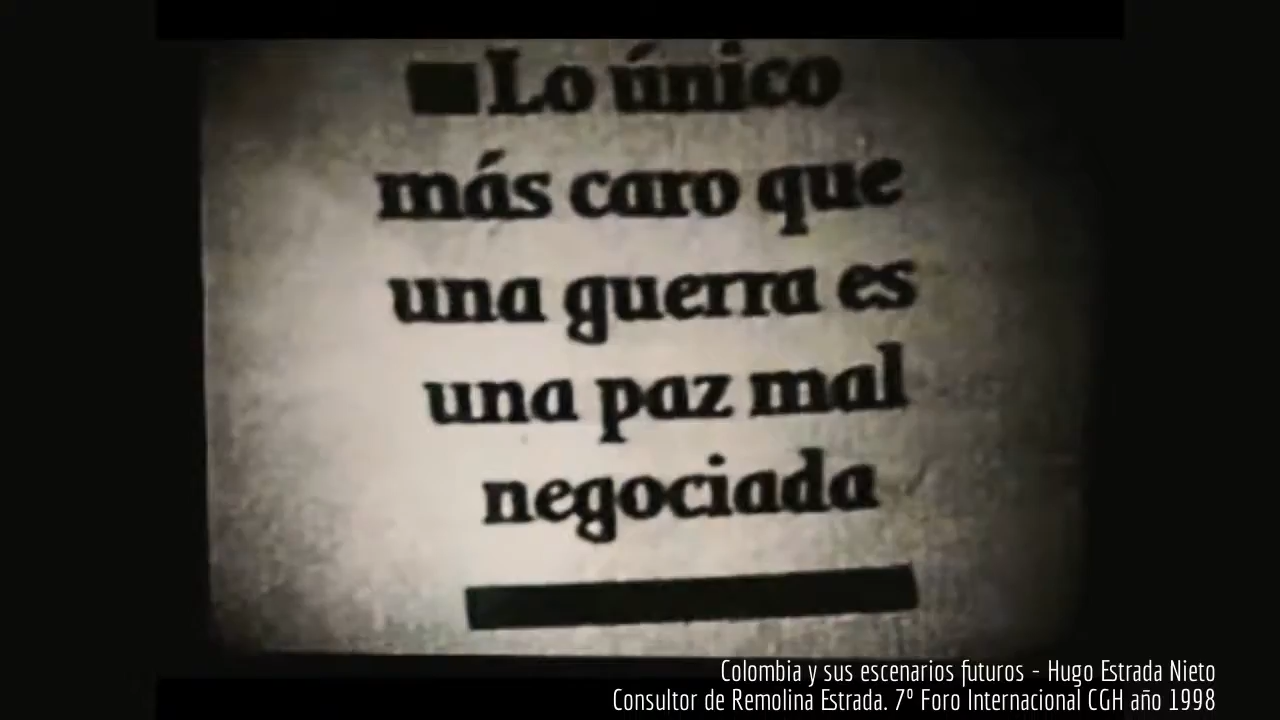 Lo único
más caro que
una guerra es
una paz mal
negociada
Colombia y sus escenarios futuros - Hugo Estrada Nieto
Consultor de Remolina Estrada. 7º Foro Internacional CGH año 1998